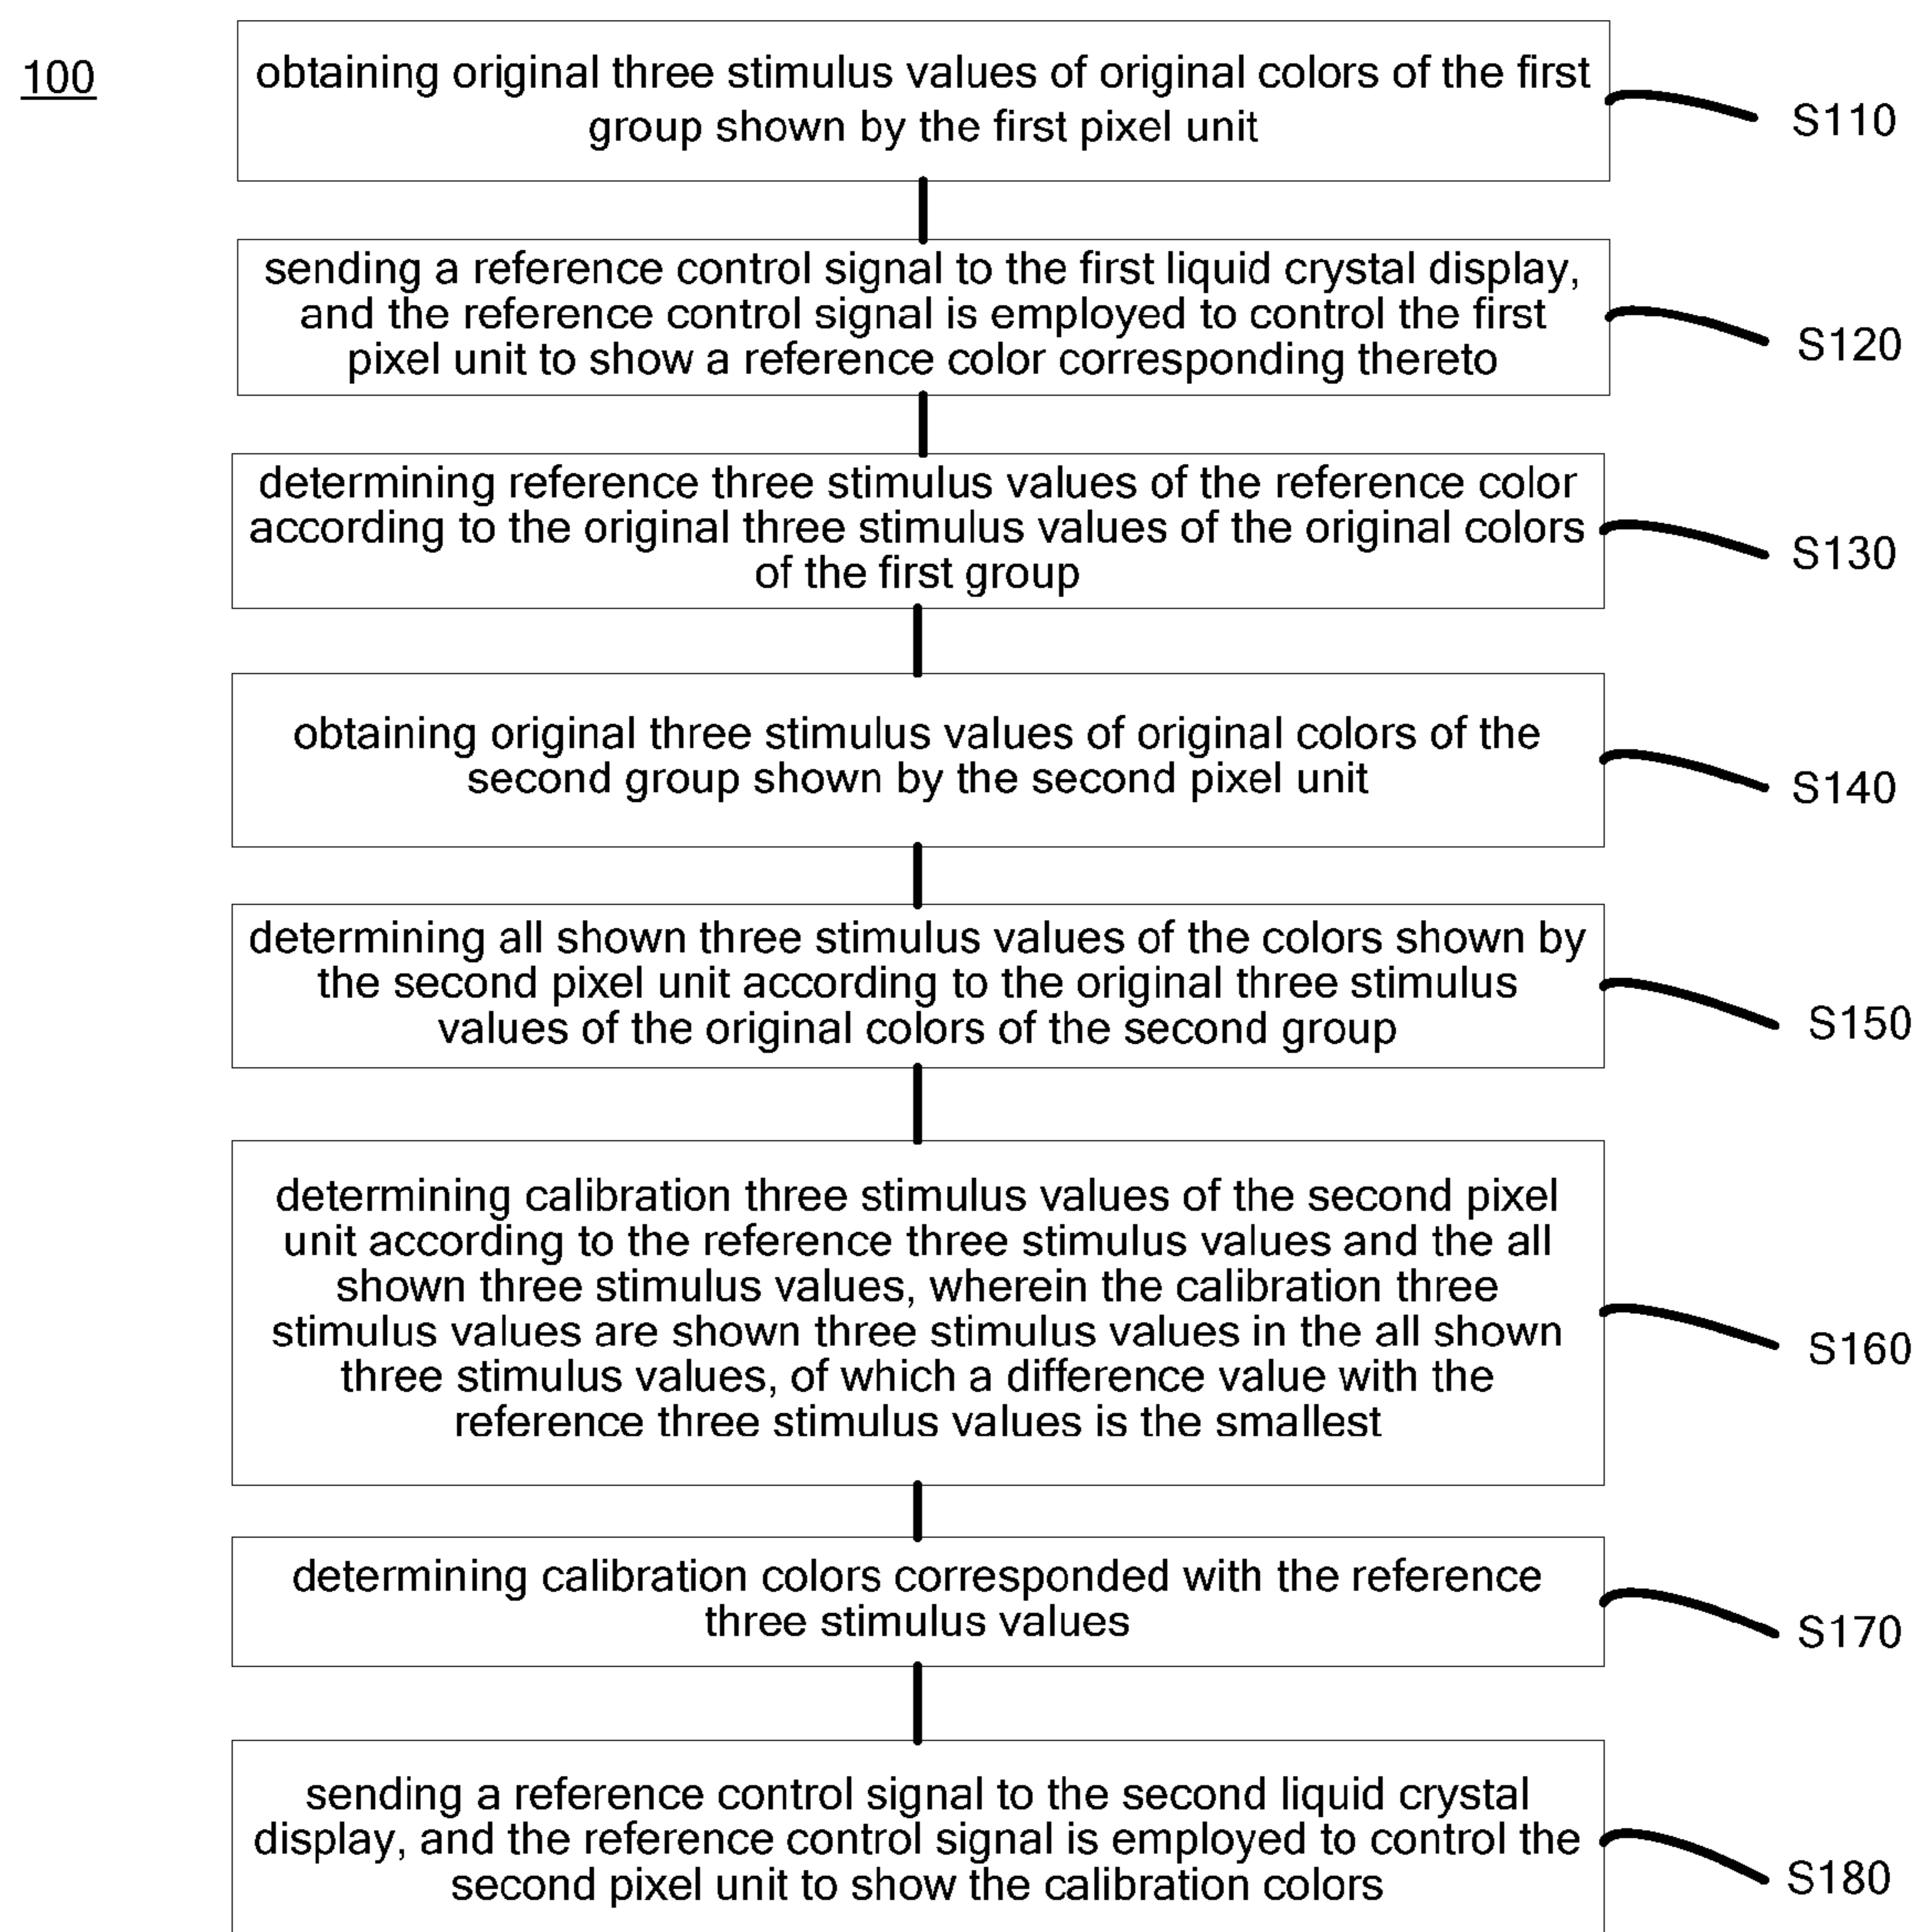 100
obtaining original three stimulus values of original colors of the first
group shown by the first pixel unit
S110
sending a reference control signal to the first liquid crystal display,
and the reference control signal is employed to control the first
pixel unit to show a reference color corresponding thereto
S120
determining reference three stimulus values of the reference color
according to the original three stimulus values of the original colors
of the first group
S130
obtaining original three stimulus values of original colors of the
second group shown by the second pixel unit
S140
determining all shown three stimulus values of the colors shown by
the second pixel unit according to the original three stimulus
values of the original colors of the second group
S150
determining calibration three stimulus values of the second pixel
unit according to the reference three stimulus values and the all
shown three stimulus values, wherein the calibration three
stimulus values are shown three stimulus values in the all shown
three stimulus values, of which a difference value with the
reference three stimulus values is the smallest
S160
determining calibration colors corresponded with the reference
three stimulus values
S170
sending a reference control signal to the second liquid crystal
display, and the reference control signal is employed to control the
second pixel unit to show the calibration colors
S180